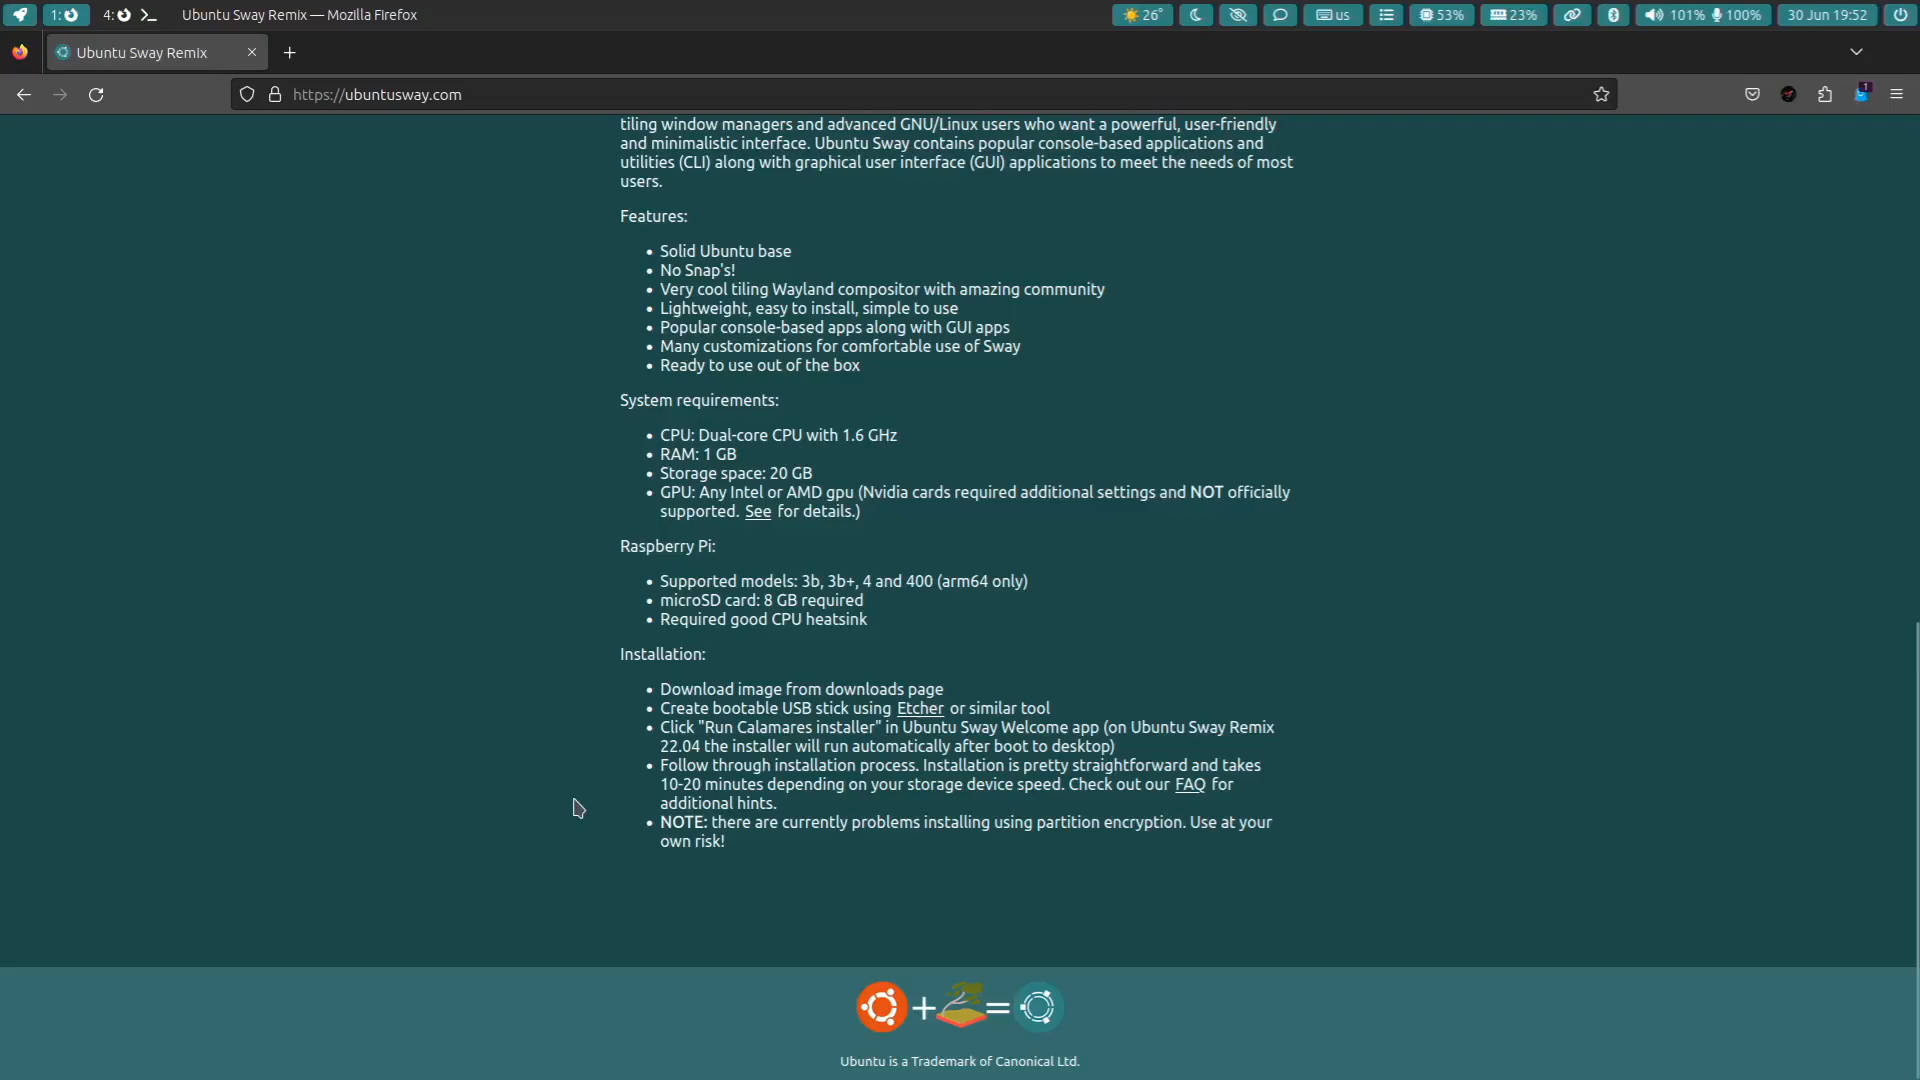 1:
4:
Ubuntu Sway Remix — Mozilla Firefox
26°
us
53%
23%
101%
100%
30 Jun 19:52
Ubuntu Sway Remix
https://ubuntusway.com
1
tiling window managers and advanced GNU/Linux users who want a powerful, user-friendly
and minimalistic interface. Ubuntu Sway contains popular console-based applications and
utilities (CLI) along with graphical user interface (GUI) applications to meet the needs of most
users.
Features:
• Solid Ubuntu base
• No Snap's!
• Very cool tiling Wayland compositor with amazing community
• Lightweight, easy to install, simple to use
• Popular console-based apps along with GUI apps
• Many customizations for comfortable use of Sway
• Ready to use out of the box
System requirements:
• CPU: Dual-core CPU with 1.6 GHz
• RAM: 1 GB
• Storage space: 20 GB
• GPU: Any Intel or AMD gpu (Nvidia cards required additional settings and NOT officially
supported. See for details.)
Raspberry Pi:
• Supported models: 3b, 3b+, 4 and 400 (arm64 only)
• microSD card: 8 GB required
• Required good CPU heatsink
Installation:
• Download image from downloads page
• Create bootable USB stick using Etcher or similar tool
• Click "Run Calamares installer" in Ubuntu Sway Welcome app (on Ubuntu Sway Remix
22.04 the installer will run automatically after boot to desktop)
• Follow through installation process. Installation is pretty straightforward and takes
10-20 minutes depending on your storage device speed. Check out our FAQ for
additional hints.
• NOTE: there are currently problems installing using partition encryption. Use at your
own risk!
+ =
Ubuntu is a Trademark of Canonical Ltd.